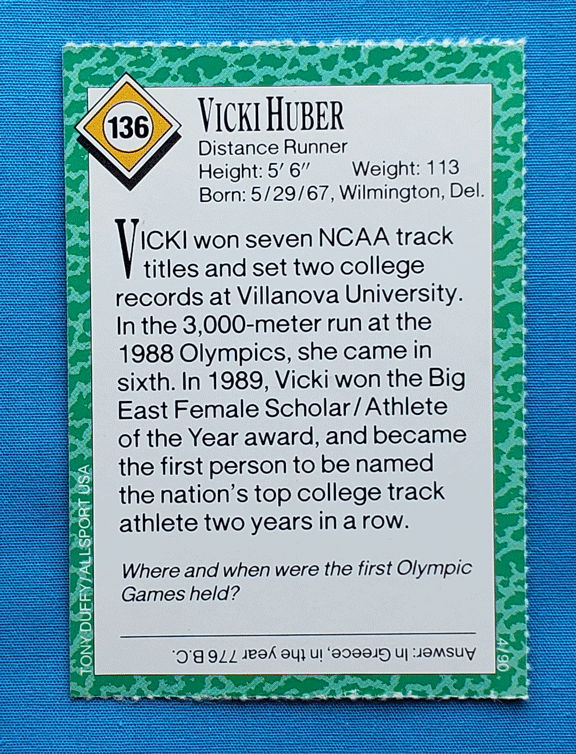 136
VICKI HUBER
Distance Runner
Height: 5' 6" Weight: 113
Born: 5/29/67, Wilmington, Del.
VICKI won seven NCAA track
titles and set two college
records at Villanova University.
In the 3,000-meter run at the
1988 Olympics, she came in
sixth. In 1989, Vicki won the Big
East Female Scholar/Athlete
of the Year award, and became
the first person to be named
the nation's top college track
athlete two years in a row.
Where and when were the first Olympic
Games held?
Answer: In Greece, in the year 776 B.C.
TONY DUFFY/ALLSPORT USA
4/90